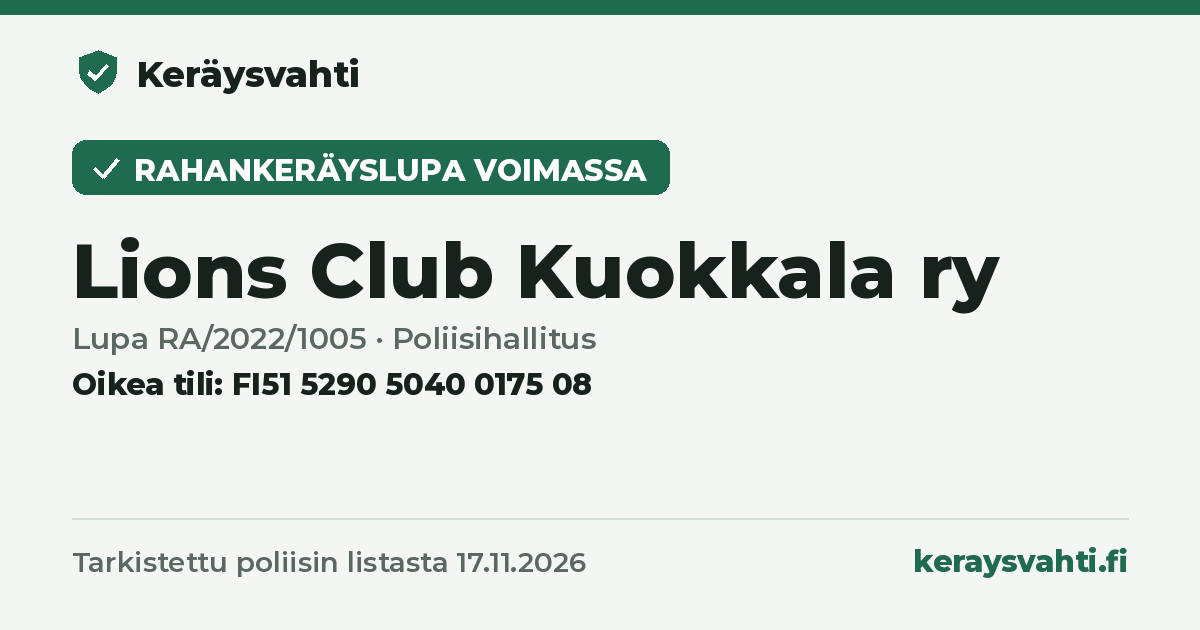 Keräysvahti
RAHANKERÄYSLUPA VOIMASSA
Lions Club Kuokkala ry
Lupa RA/2022/1005 · Poliisihallitus
Oikea tili: FI51 5290 5040 0175 08
Tarkistettu poliisin listasta 17.11.2026
keraysvahti.fi